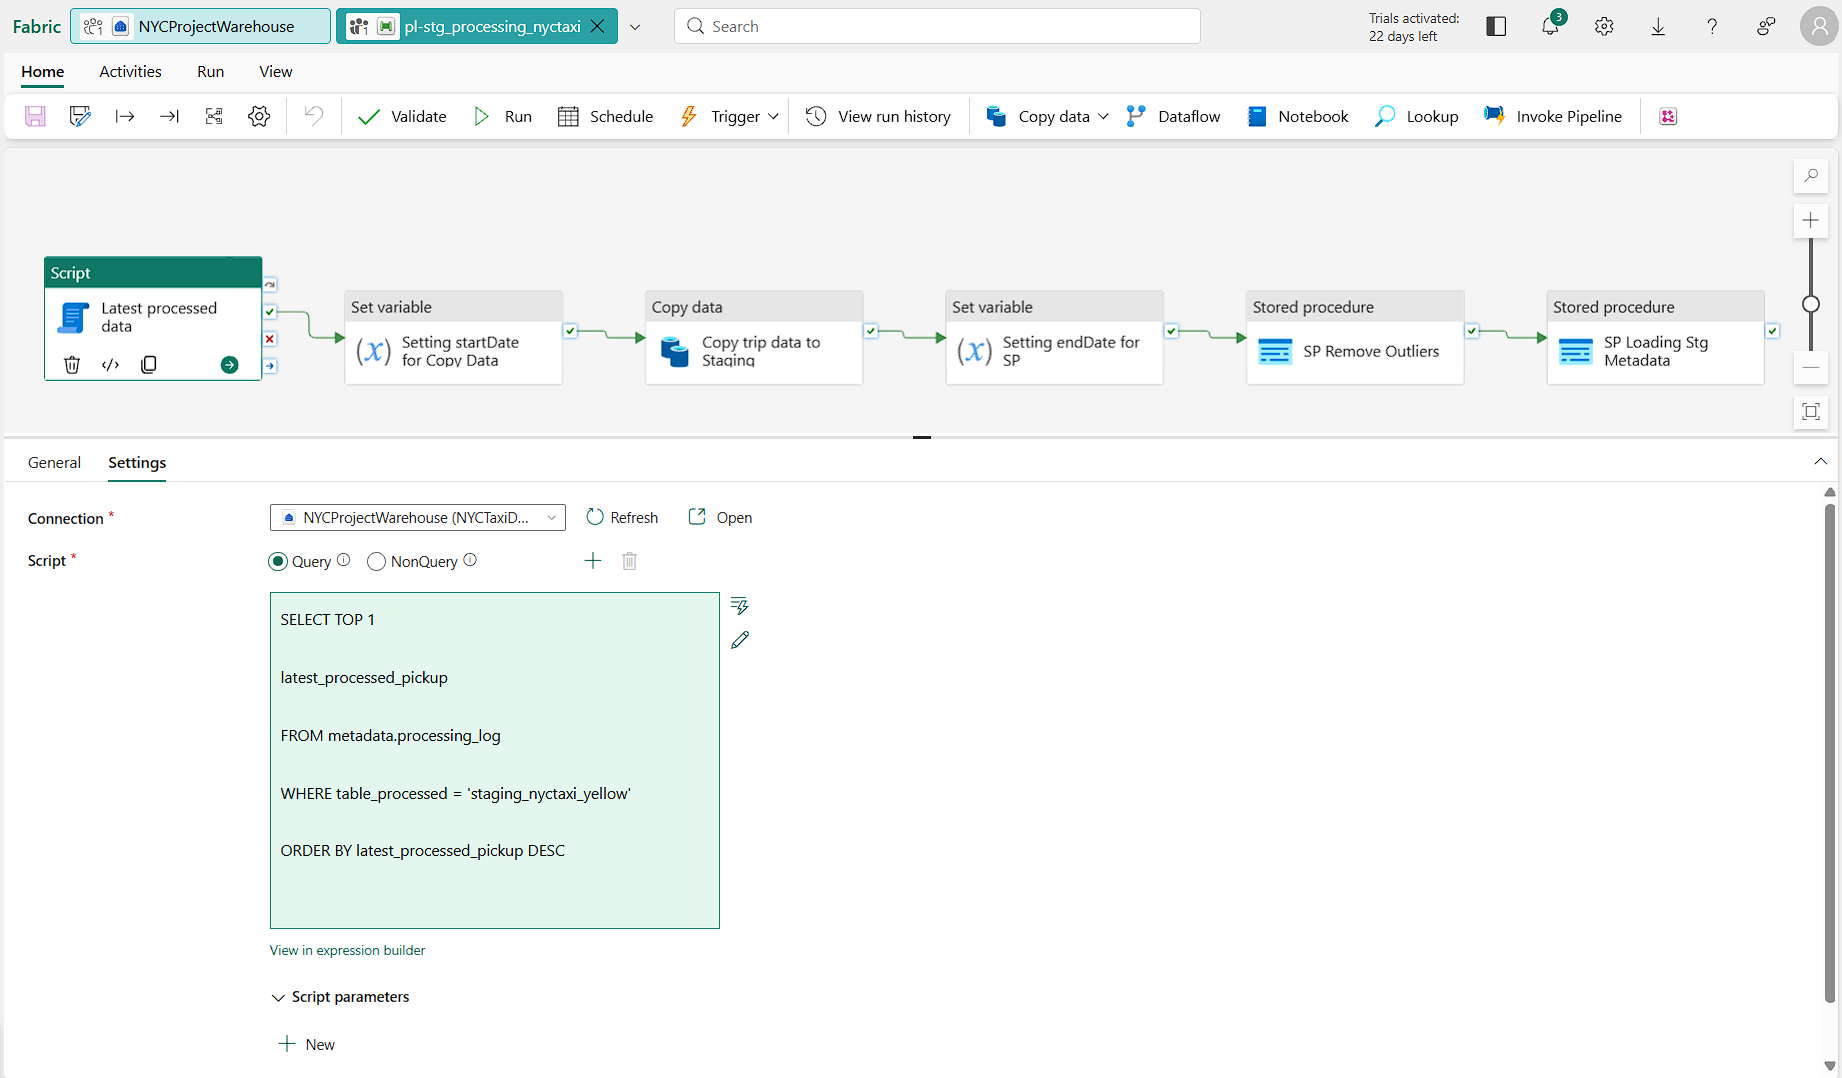 Fabric
NYCProjectWarehouse
pl-stg_processing_nyctaxi
Search
Trials activated:
22 days left
3
Home
Activities
Run
View
Validate
Run
Schedule
Trigger
View run history
Copy data
Dataflow
Notebook
Lookup
Invoke Pipeline
Script
Latest processed
data
Set variable
(x)
Setting startDate
for Copy Data
Copy data
Copy trip data to
Staging
Set variable
(x)
Setting endDate for
SP
Stored procedure
SP Remove Outliers
Stored procedure
SP Loading Stg
Metadata
General
Settings
Connection *
NYCProjectWarehouse (NYCTaxiD...
Refresh
Open
Script *
Query
NonQuery
SELECT TOP 1
latest_processed_pickup
FROM metadata.processing_log
WHERE table_processed = 'staging_nyctaxi_yellow'
ORDER BY latest_processed_pickup DESC
View in expression builder
Script parameters
New